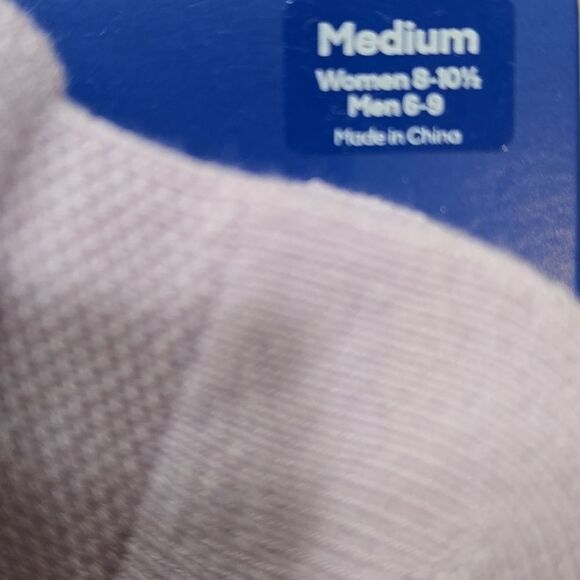 Medium
Women 8-10½
Men 6-9
Made in China